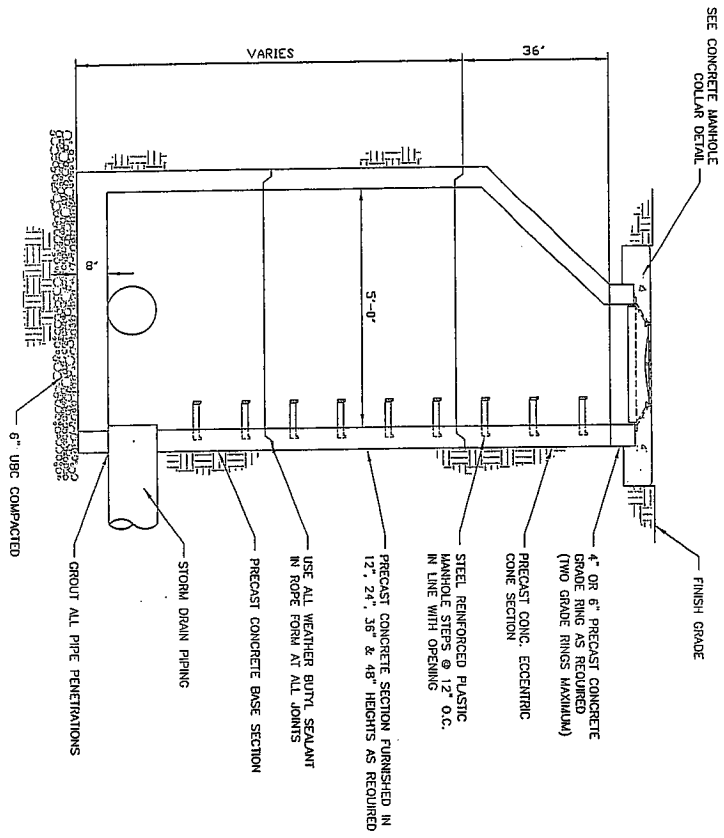 SEE CONCRETE MANHOLE
COLLAR DETAIL
FINISH GRADE
4" OR 6" PRECAST CONCRETE
GRADE RING AS REQUIRED
(TWO GRADE RINGS MAXIMUM)
PRECAST CONC. ECCENTRIC
CONE SECTION
STEEL REINFORCED PLASTIC
MANHOLE STEPS @ 12" O.C.
IN LINE WITH OPENING
PRECAST CONCRETE SECTION FURNISHED IN
12", 24", 36" & 48" HEIGHTS AS REQUIRED
USE ALL WEATHER BUTYL SEALANT
IN ROPE FORM AT ALL JOINTS
PRECAST CONCRETE BASE SECTION
STORM DRAIN PIPING
GROUT ALL PIPE PENETRATIONS
6" UBC COMPACTED
36"
VARIES
5'-0"
8"